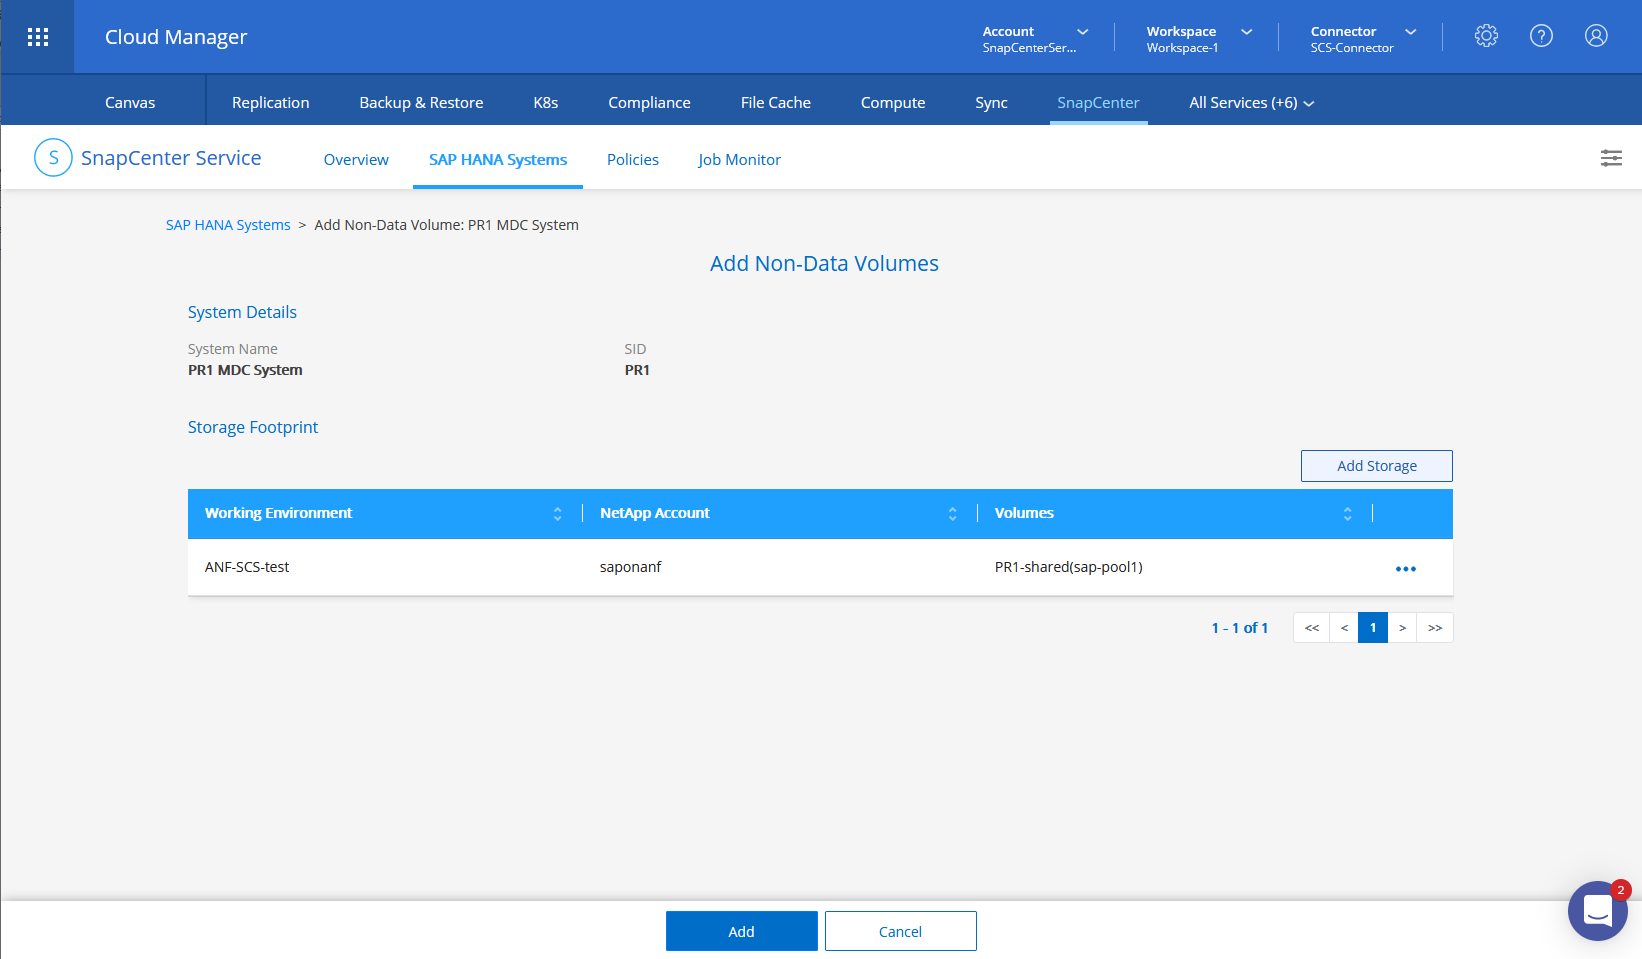 Cloud Manager
Account
SnapCenterSer...
Workspace
Workspace-1
Connector
SCS-Connector
?
Canvas
Replication
Backup & Restore
K8s
Compliance
File Cache
Compute
Sync
SnapCenter
All Services (+6)
S
SnapCenter Service
Overview
SAP HANA Systems
Policies
Job Monitor
SAP HANA Systems > Add Non-Data Volume: PR1 MDC System
Add Non-Data Volumes
System Details
System Name
SID
PR1 MDC System
PR1
Storage Footprint
Add Storage
Working Environment
NetApp Account
Volumes
ANF-SCS-test
saponanf
PR1-shared(sap-pool1)
1 - 1 of 1
<< < 1 > >>
2
Add
Cancel